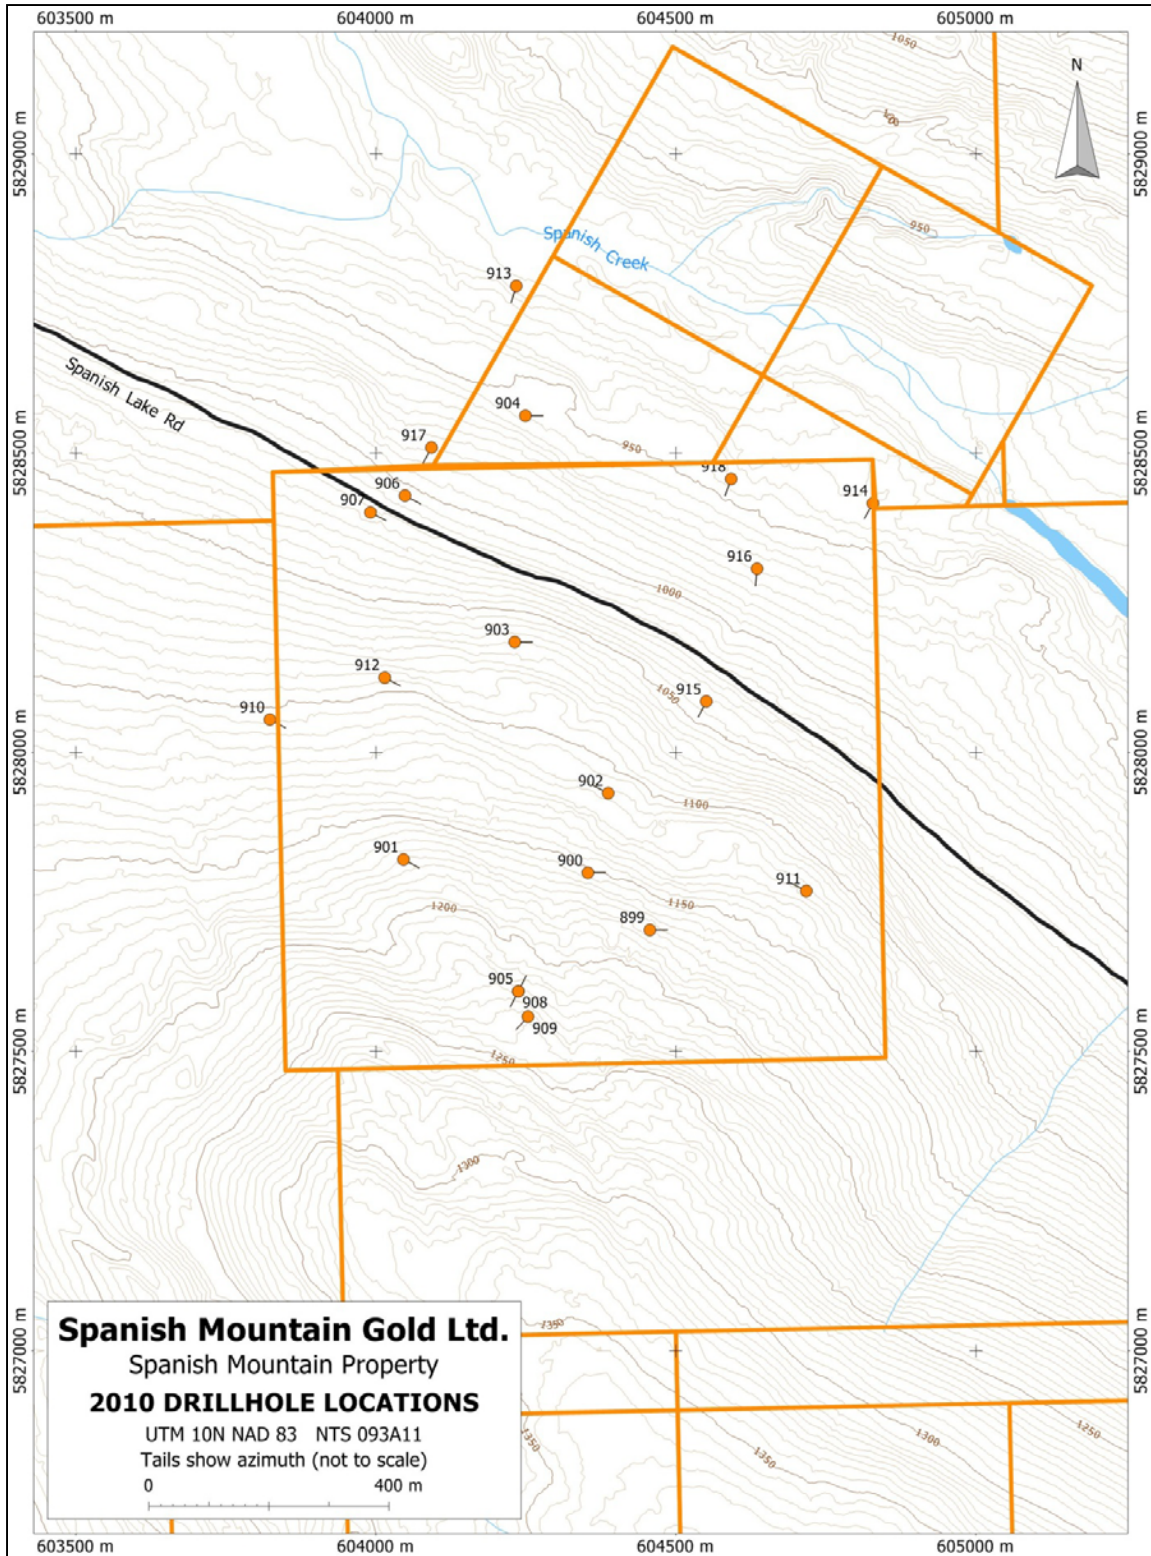 603500 m 604000 m 604500 m 605000 m
1050
N
5829000 m
5829000 m
950
Spanish Creek
913
Spanish Lake Rd
904
917
950
5828500 m
5828500 m
918
906
914
907
916
1000
903
912
1050
915
910
5828000 m
5828000 m
902
1100
901
900
911
1150
1200
899
905
908
909
5827500 m
5827500 m
1250
1300
1350
5827000 m
5827000 m
Spanish Mountain Gold Ltd.
Spanish Mountain Property
2010 DRILLHOLE LOCATIONS
UTM 10N NAD 83 NTS 093A11
Tails show azimuth (not to scale)
0 400 m
1350
1350
1300
1250
603500 m 604000 m 604500 m 605000 m